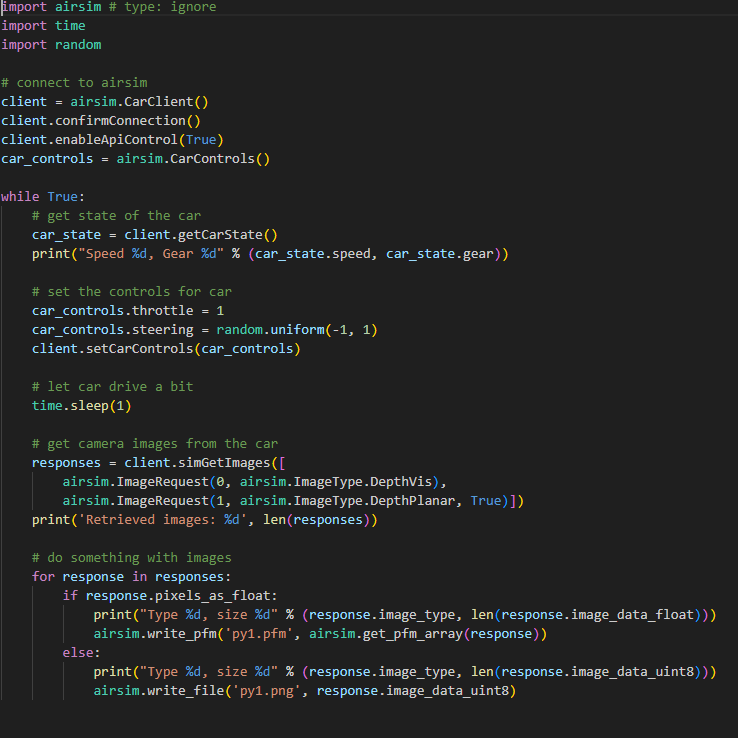 import airsim # type: ignore
import time
import random

# connect to airsim
client = airsim.CarClient()
client.confirmConnection()
client.enableApiControl(True)
car_controls = airsim.CarControls()

while True:
    # get state of the car
    car_state = client.getCarState()
    print("Speed %d, Gear %d" % (car_state.speed, car_state.gear))

    # set the controls for car
    car_controls.throttle = 1
    car_controls.steering = random.uniform(-1, 1)
    client.setCarControls(car_controls)

    # let car drive a bit
    time.sleep(1)

    # get camera images from the car
    responses = client.simGetImages([
        airsim.ImageRequest(0, airsim.ImageType.DepthVis),
        airsim.ImageRequest(1, airsim.ImageType.DepthPlanar, True)])
    print('Retrieved images: %d', len(responses))

    # do something with images
    for response in responses:
        if response.pixels_as_float:
            print("Type %d, size %d" % (response.image_type, len(response.image_data_float)))
            airsim.write_pfm('py1.pfm', airsim.get_pfm_array(response))
        else:
            print("Type %d, size %d" % (response.image_type, len(response.image_data_uint8)))
            airsim.write_file('py1.png', response.image_data_uint8)